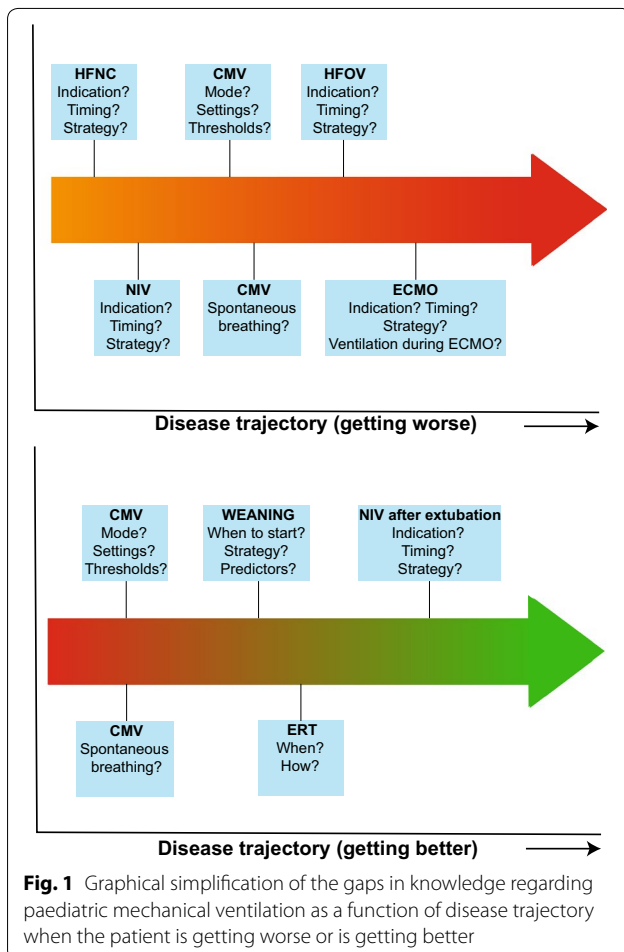 HFNC
Indication?
Timing?
Strategy?
CMV
Mode?
Settings?
Thresholds?
HFOV
Indication?
Timing?
Strategy?
NIV
Indication?
Timing?
Strategy?
CMV
Spontaneous
breathing?
ECMO
Indication? Timing?
Strategy?
Ventilation during ECMO?
Disease trajectory (getting worse)
CMV
Mode?
Settings?
Thresholds?
WEANING
When to start?
Strategy?
Predictors?
NIV after extubation
Indication?
Timing?
Strategy?
CMV
Spontaneous
breathing?
ERT
When?
How?
Disease trajectory (getting better)
Fig. 1 Graphical simplification of the gaps in knowledge regarding
paediatric mechanical ventilation as a function of disease trajectory
when the patient is getting worse or is getting better